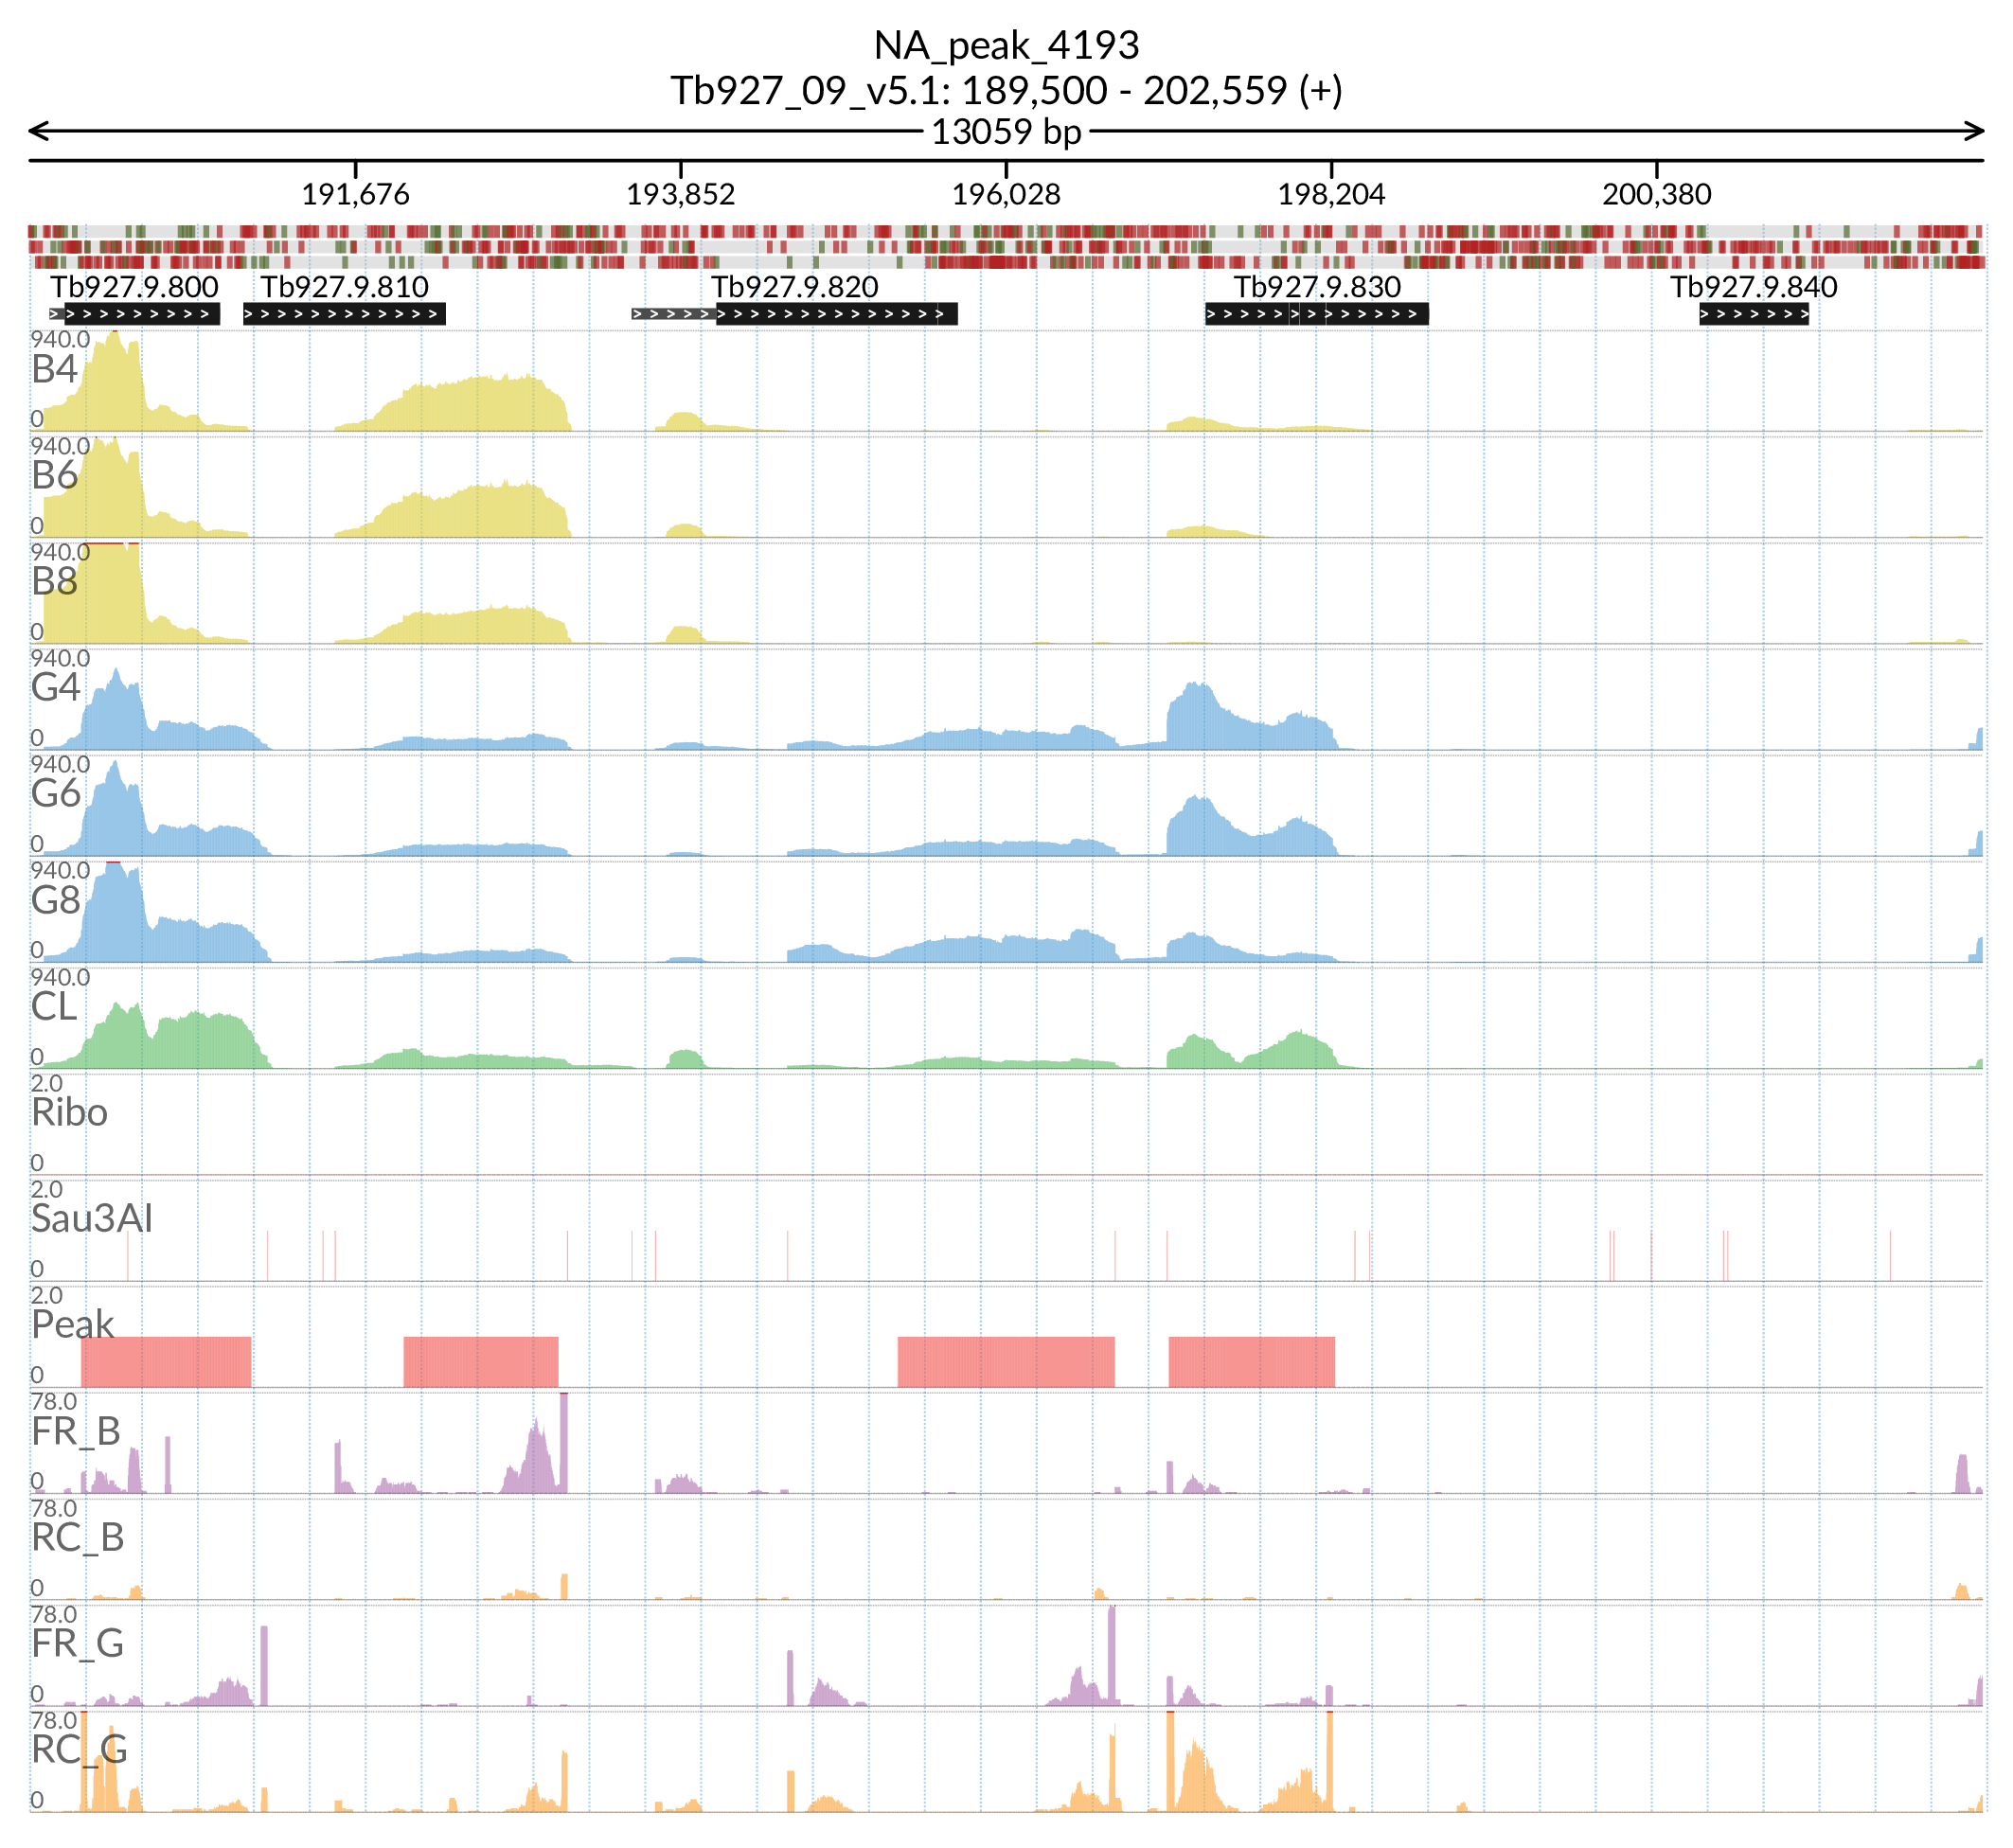 NA_peak_4193
Tb927_09_v5.1: 189,500 - 202,559 (+)
13059 bp
191,676 193,852 196,028 198,204 200,380
Tb927.9.800 Tb927.9.810 Tb927.9.820 Tb927.9.830 Tb927.9.840
940.0
B4
0
940.0
B6
0
940.0
B8
0
940.0
G4
0
940.0
G6
0
940.0
G8
0
940.0
CL
0
2.0
Ribo
0
2.0
Sau3AI
0
2.0
Peak
0
78.0
FR_B
0
78.0
RC_B
0
78.0
FR_G
0
78.0
RC_G
0